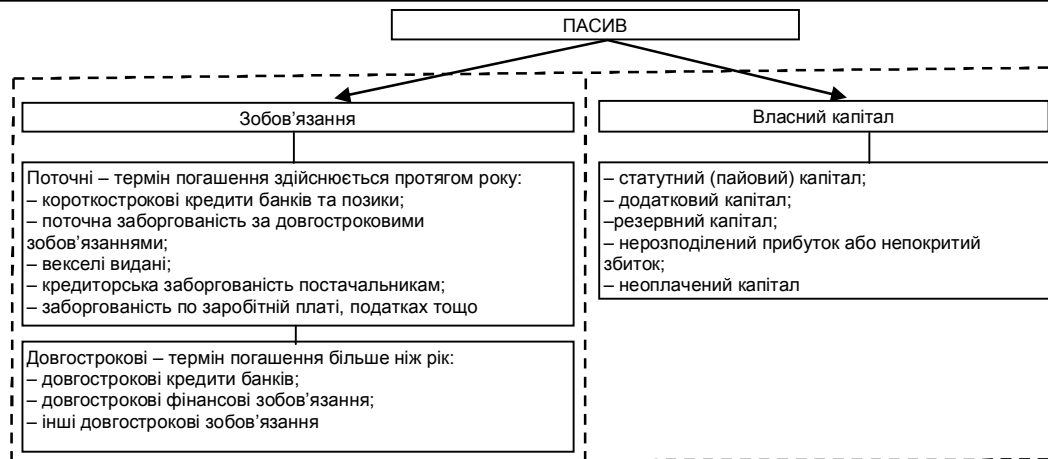 ПАСИВ
Зобов’язання
Власний капітал
Поточні – термін погашення здійснюється протягом року:
– короткострокові кредити банків та позики;
– поточна заборгованість за довгостроковими
зобов’язаннями;
– векселі видані;
– кредиторська заборгованість постачальникам;
– заборгованість по заробітній платі, податках тощо
– статутний (пайовий) капітал;
– додатковий капітал;
–резервний капітал;
– нерозподілений прибуток або непокритий
збиток;
– неоплачений капітал
Довгострокові – термін погашення більше ніж рік:
– довгострокові кредити банків;
– довгострокові фінансові зобов’язання;
– інші довгострокові зобов’язання